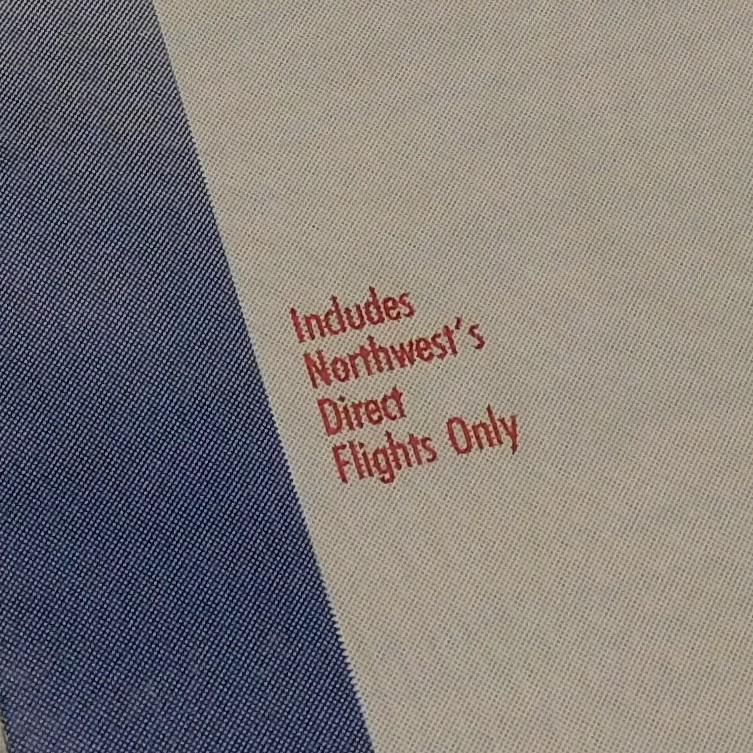 Includes
Northwest's
Direct
Flights Only